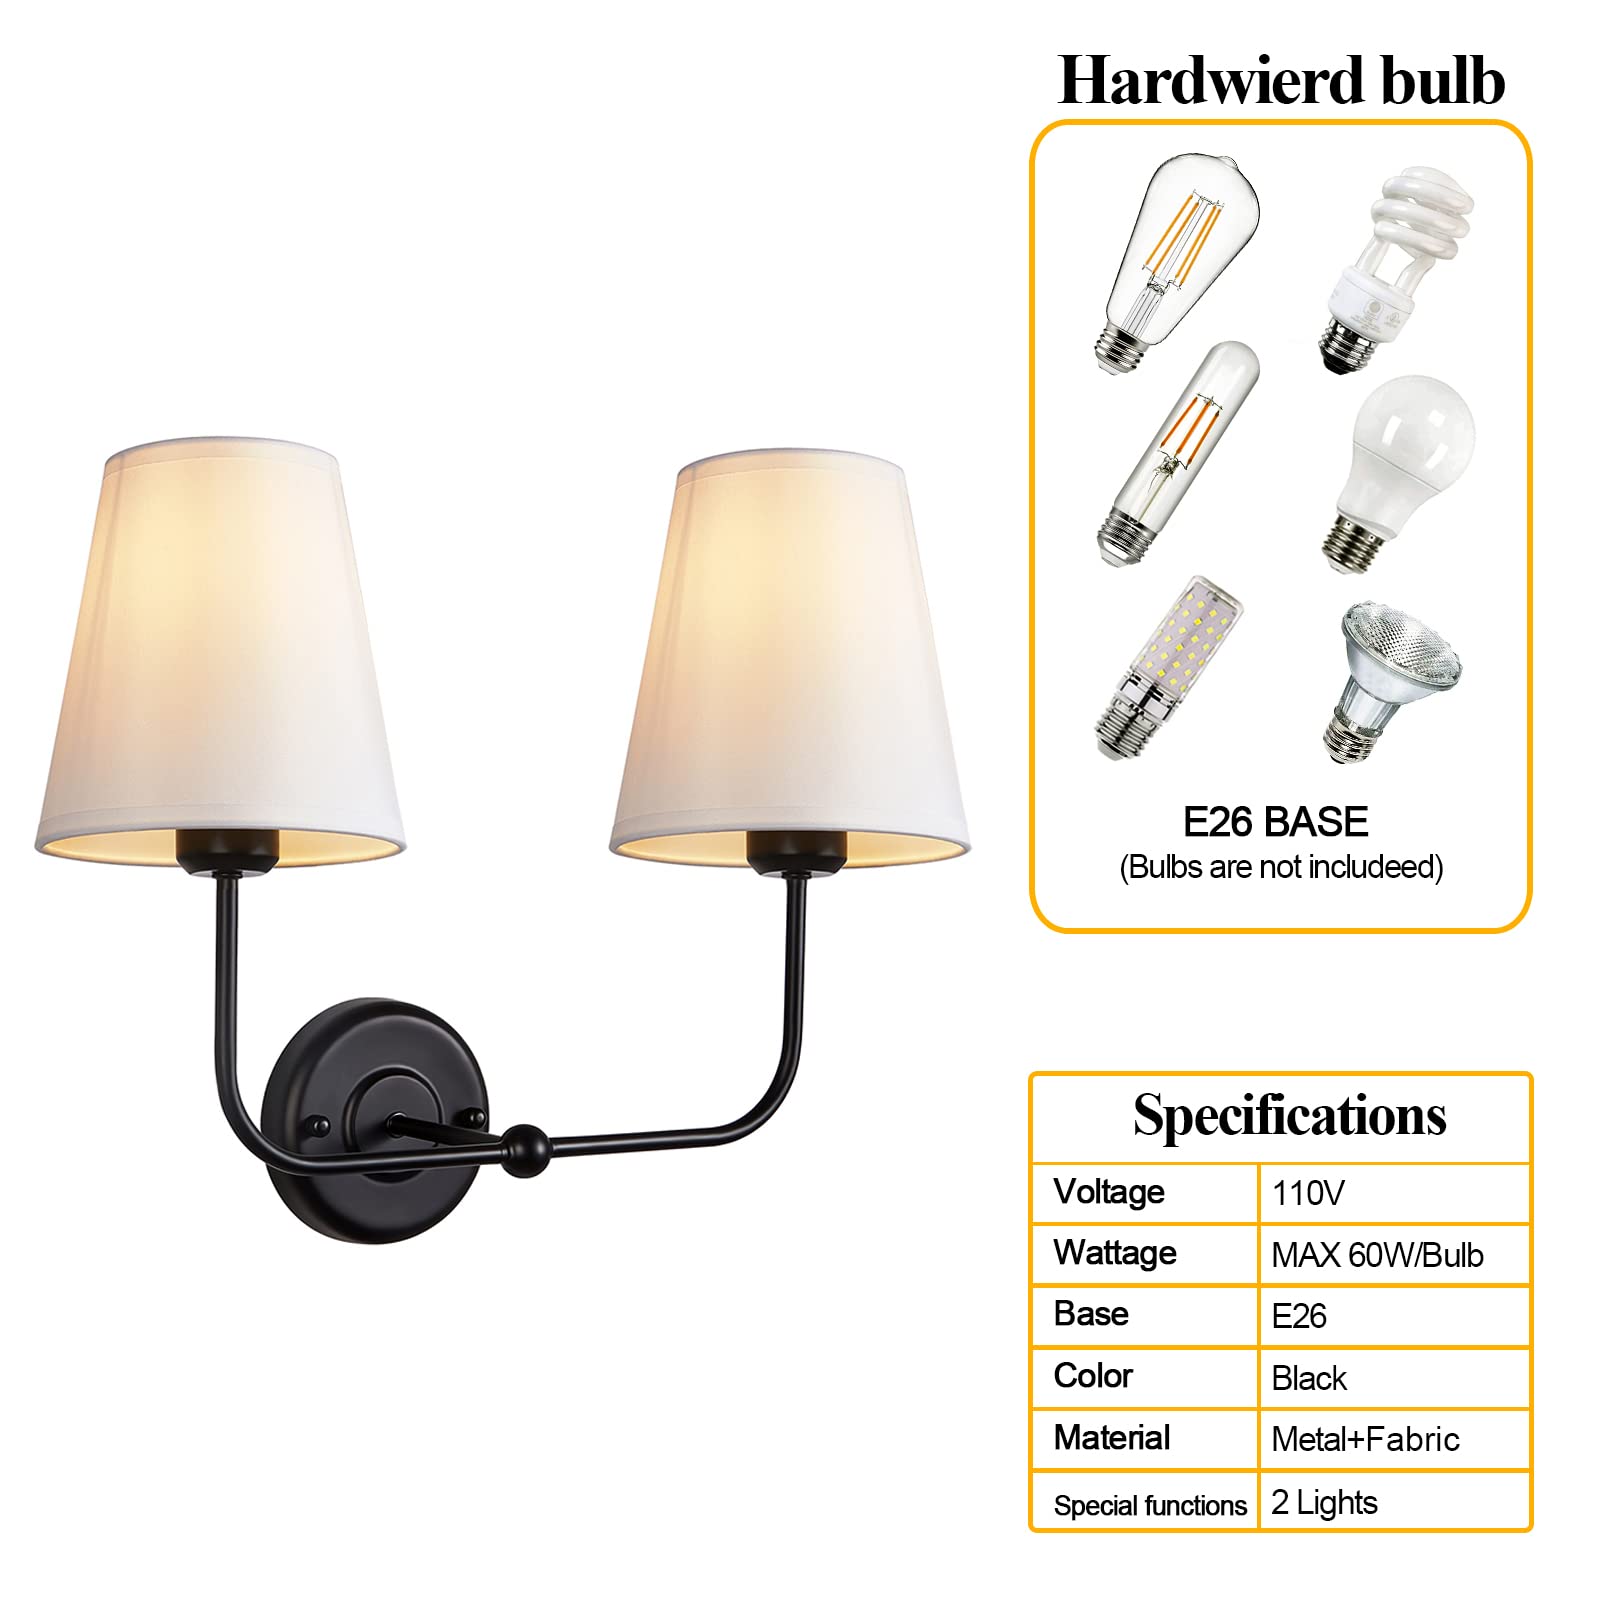 Hardwierd bulb
E26 BASE
(Bulbs are not includeed)
Specifications
Voltage 110V
Wattage MAX 60W/Bulb
Base E26
Color Black
Material Metal+Fabric
Special functions 2 Lights